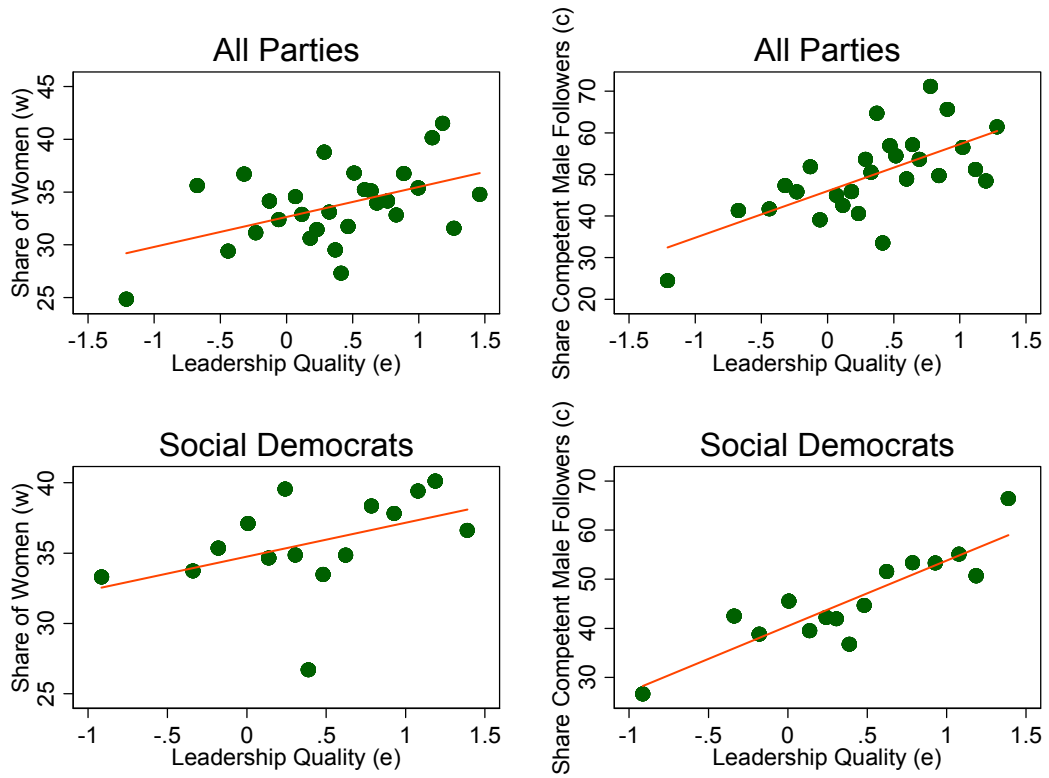 All Parties
Share of Women (w)
45
40
35
30
25
-1.5 -1 -.5 0 .5 1 1.5
Leadership Quality (e)
All Parties
Share Competent Male Followers (c)
70
60
50
40
30
20
-1.5 -1 -.5 0 .5 1 1.5
Leadership Quality (e)
Social Democrats
Share of Women (w)
40
35
30
25
-1 -.5 0 .5 1 1.5
Leadership Quality (e)
Social Democrats
Share Competent Male Followers (c)
70
60
50
40
30
-1 -.5 0 .5 1 1.5
Leadership Quality (e)